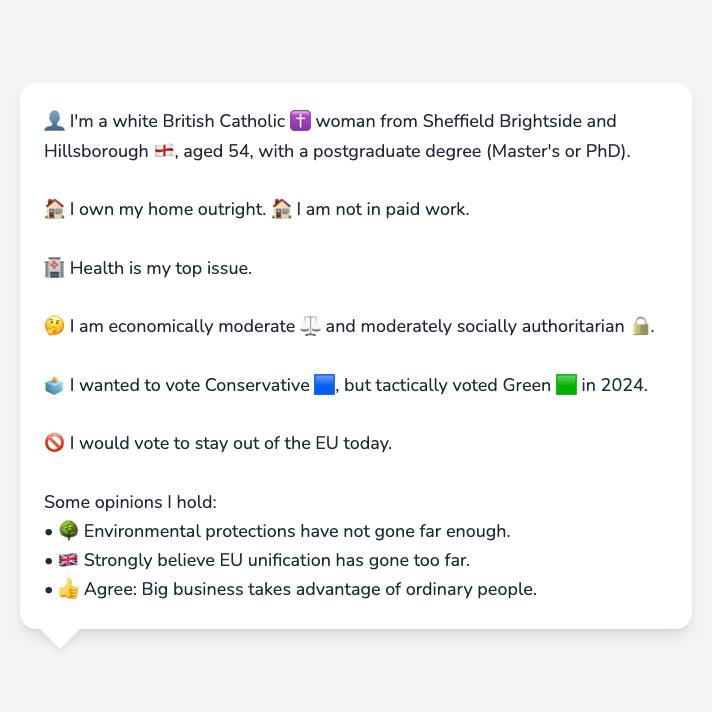 👤 I'm a white British Catholic ✝️ woman from Sheffield Brightside and
Hillsborough 🏴󠁧󠁢󠁥󠁮󠁧󠁿, aged 54, with a postgraduate degree (Master's or PhD).
🏠 I own my home outright. 🏠 I am not in paid work.
🏥 Health is my top issue.
🤔 I am economically moderate ⚖️ and moderately socially authoritarian 🔒.
🗳️ I wanted to vote Conservative 🟦, but tactically voted Green 🟩 in 2024.
🚫 I would vote to stay out of the EU today.
Some opinions I hold:
• 🌳 Environmental protections have not gone far enough.
• 🇬🇧 Strongly believe EU unification has gone too far.
• 👍 Agree: Big business takes advantage of ordinary people.